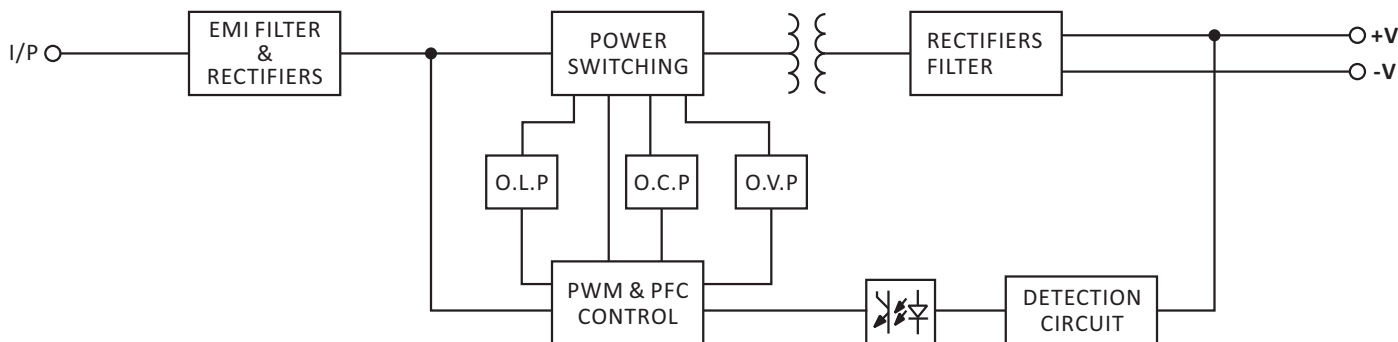 I/P
EMI FILTER
&
RECTIFIERS
POWER
SWITCHING
RECTIFIERS
FILTER
+V
-V
O.L.P
O.C.P
O.V.P
PWM & PFC
CONTROL
DETECTION
CIRCUIT